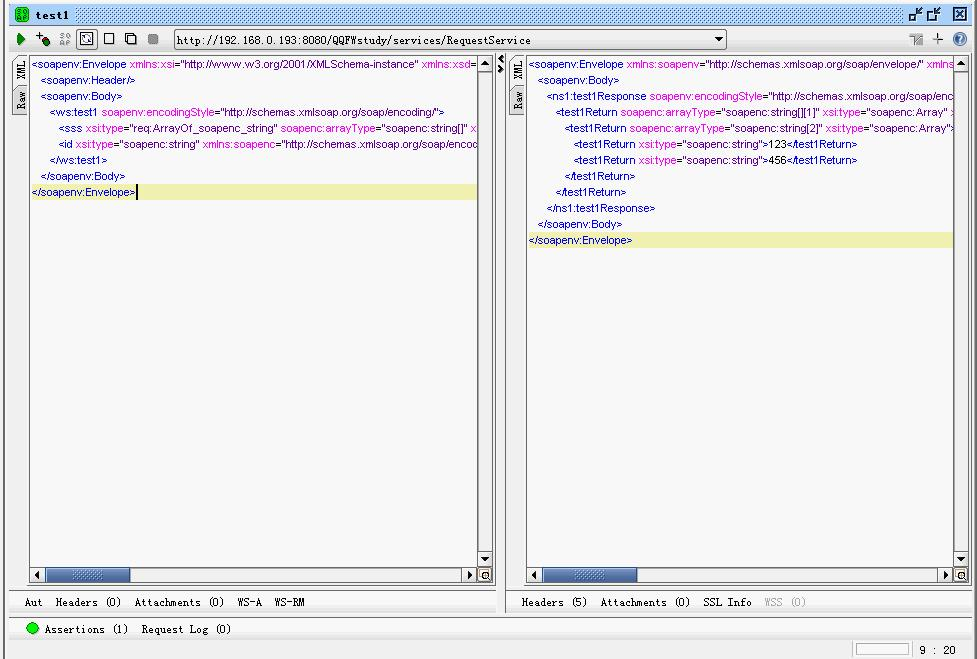 test1
http://192.168.0.193:8080/QQFWstudy/services/RequestService
XML
Raw
<soapenv:Envelope xmlns:xsi="http://www.w3.org/2001/XMLSchema-instance" xmlns:xsd=
<soapenv:Header/>
<soapenv:Body>
<ws:test1 soapenv:encodingStyle="http://schemas.xmlsoap.org/soap/encoding/">
<sss xsi:type="req:ArrayOf_soapenc_string" soapenc:arrayType="soapenc:string[]" x
<id xsi:type="soapenc:string" xmlns:soapenc="http://schemas.xmlsoap.org/soap/encod
</ws:test1>
</soapenv:Body>
</soapenv:Envelope>
XML
Raw
<soapenv:Envelope xmlns:soapenv="http://schemas.xmlsoap.org/soap/envelope/" xmlns
<soapenv:Body>
<ns1:test1Response soapenv:encodingStyle="http://schemas.xmlsoap.org/soap/enc
<test1Return soapenc:arrayType="soapenc:string[][1]" xsi:type="soapenc:Array"
<test1Return soapenc:arrayType="soapenc:string[2]" xsi:type="soapenc:Array">
<test1Return xsi:type="soapenc:string">123</test1Return>
<test1Return xsi:type="soapenc:string">456</test1Return>
</test1Return>
</test1Return>
</ns1:test1Response>
</soapenv:Body>
</soapenv:Envelope>
Aut Headers (0) Attachments (0) WS-A WS-RM
Headers (5) Attachments (0) SSL Info WSS (0)
Assertions (1) Request Log (0)
9 : 20